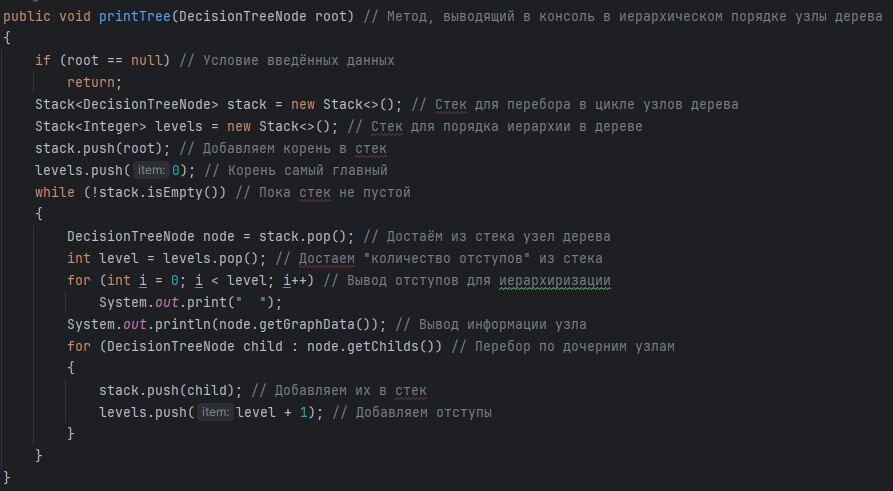 public void printTree(DecisionTreeNode root) // Метод, выводящий в консоль в иерархическом порядке узлы дерева
{
    if (root == null) // Условие введённых данных
        return;
    Stack<DecisionTreeNode> stack = new Stack<>(); // Стек для перебора в цикле узлов дерева
    Stack<Integer> levels = new Stack<>(); // Стек для порядка иерархии в дереве
    stack.push(root); // Добавляем корень в стек
    levels.push( item: 0); // Корень самый главный
    while (!stack.isEmpty()) // Пока стек не пустой
    {
        DecisionTreeNode node = stack.pop(); // Достаём из стека узел дерева
        int level = levels.pop(); // Достаем "количество отступов" из стека
        for (int i = 0; i < level; i++) // Вывод отступов для иерархиризации
            System.out.print("  ");
        System.out.println(node.getGraphData()); // Вывод информации узла
        for (DecisionTreeNode child : node.getChilds()) // Перебор по дочерним узлам
        {
            stack.push(child); // Добавляем их в стек
            levels.push( item: level + 1); // Добавляем отступы
        }
    }
}